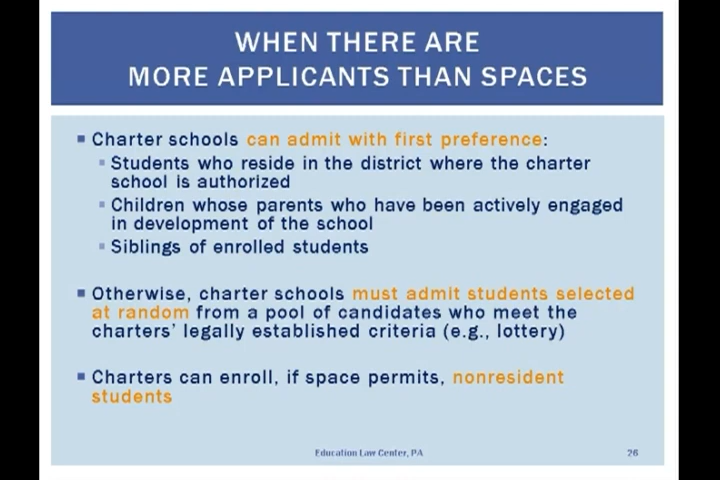 WHEN THERE ARE
MORE APPLICANTS THAN SPACES
Charter schools can admit with first preference:
Students who reside in the district where the charter
school is authorized
Children whose parents who have been actively engaged
in development of the school
Siblings of enrolled students
Otherwise, charter schools must admit students selected
at random from a pool of candidates who meet the
charters' legally established criteria (e.g., lottery)
Charters can enroll, if space permits, nonresident
students
Education Law Center, PA
26